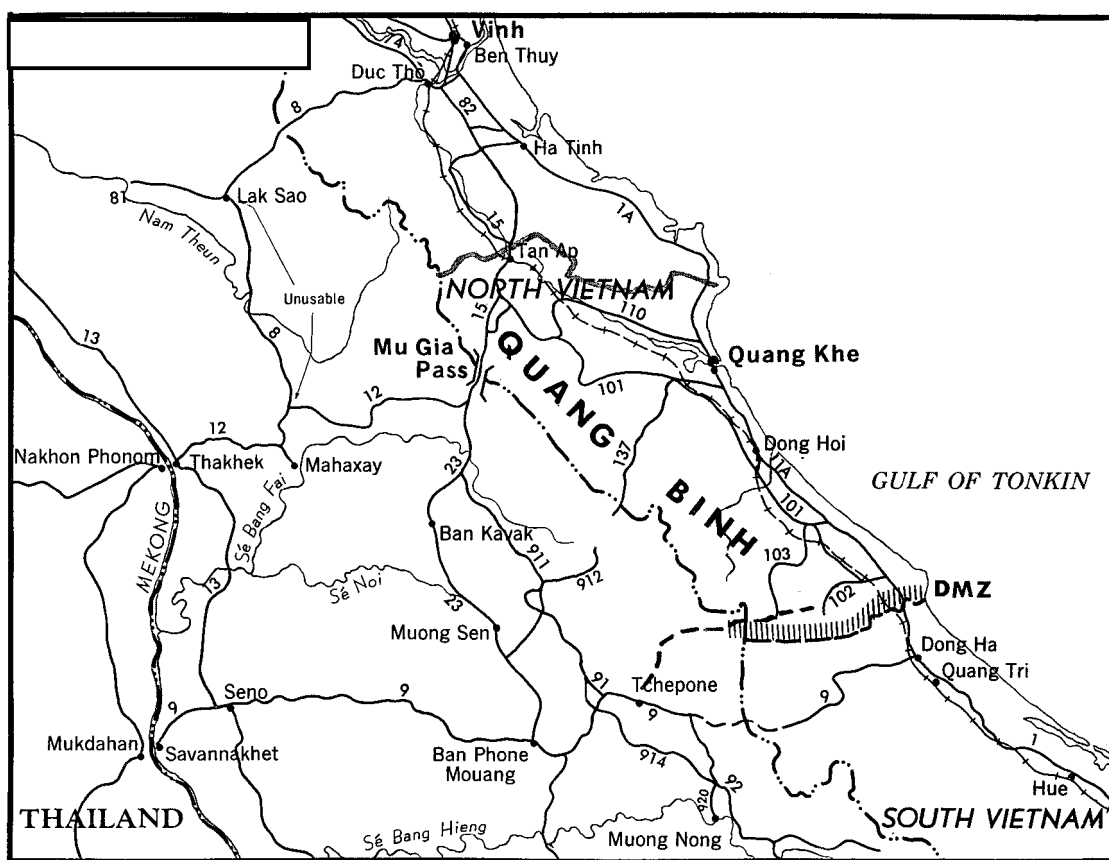 Vinh
7A
Ben Thuy
Duc Tho
8
82
Ha Tinh
81
Lak Sao
1A
Nam Theun
15
Tan Ap
Unusable
NORTH VIETNAM
13
8
15
110
Mu Gia
Pass
QUANG
Quang Khe
12
101
12
137
Dong Hoi
Nakhon Phonom
Thakhek
Mahaxay
23
1A
GULF OF TONKIN
BINH
101
Sé Bang Fai
Ban Kavak
MEKONG
911
103
912
13
Sé Noi
102
DMZ
23
Muong Sen
Dong Ha
Quang Tri
91
Tchepone
9
Seno
9
9
9
Mukdahan
Savannakhet
Ban Phone
Mouang
914
1
92
Hue
920
THAILAND
Sé Bang Hieng
Muong Nong
SOUTH VIETNAM